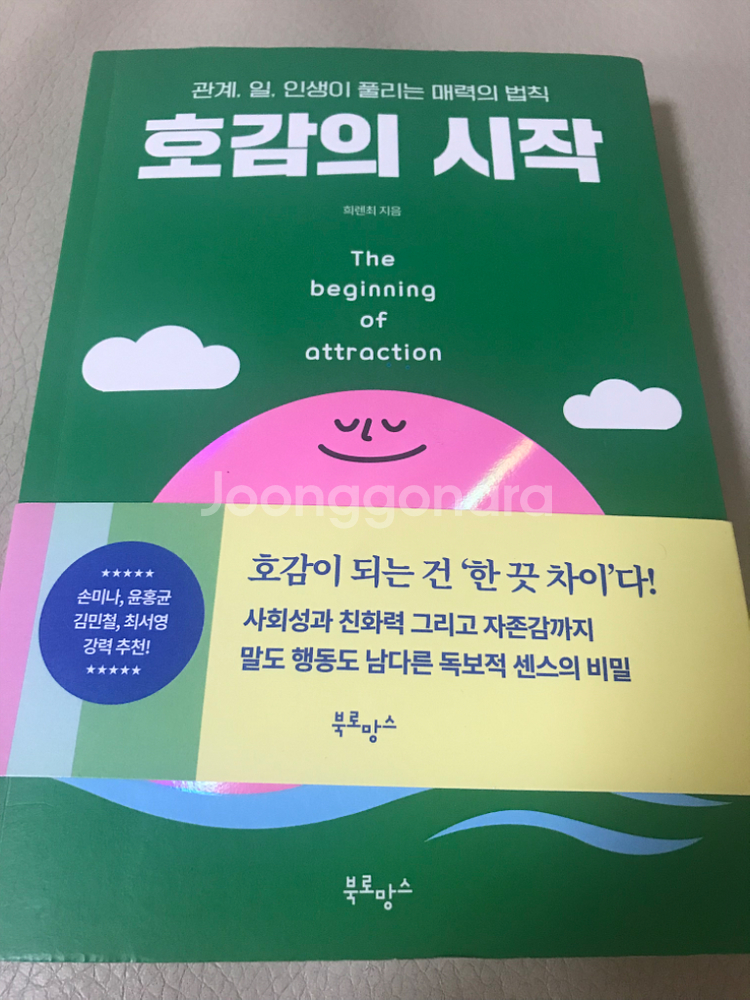 관계, 일, 인생이 풀리는 매력의 법칙
호감의 시작
희렌최 지음
The
beginning
of
attraction
Joonggonara
호감이 되는 건 '한 끗 차이'다!
사회성과 친화력 그리고 자존감까지
말도 행동도 남다른 독보적 센스의 비밀
북로망스
★★★★★
손미나, 윤홍균
김민철, 최서영
강력 추천!
★★★★★
북로망스